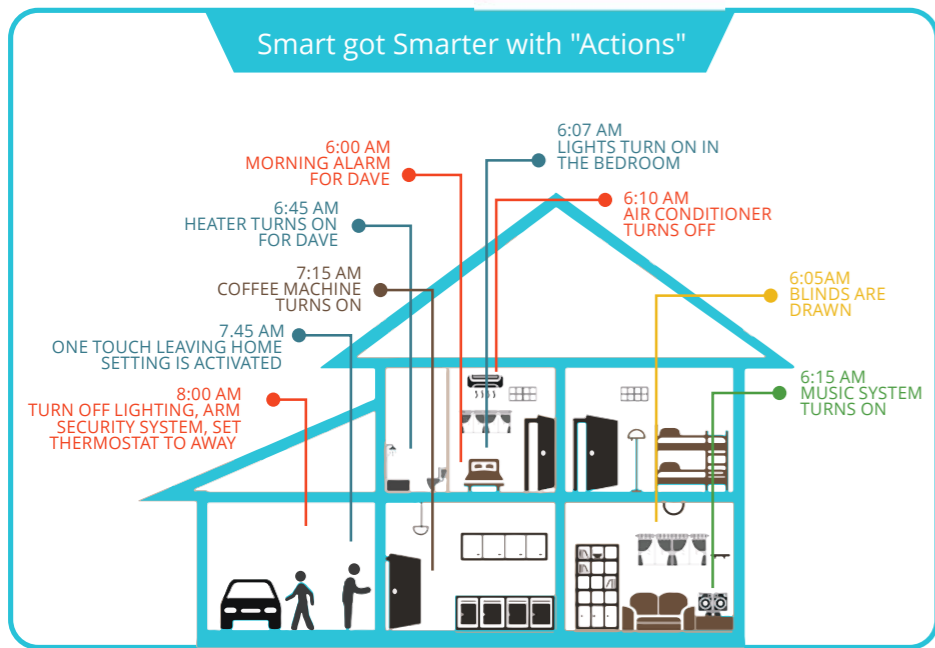 Smart got Smarter with "Actions"
6:00 AM
MORNING ALARM
FOR DAVE
6:45 AM
HEATER TURNS ON
FOR DAVE
7:15 AM
COFFEE MACHINE
TURNS ON
7.45 AM
ONE TOUCH LEAVING HOME
SETTING IS ACTIVATED
8:00 AM
TURN OFF LIGHTING, ARM
SECURITY SYSTEM, SET
THERMOSTAT TO AWAY
6:07 AM
LIGHTS TURN ON IN
THE BEDROOM
6:10 AM
AIR CONDITIONER
TURNS OFF
6:05AM
BLINDS ARE
DRAWN
6:15 AM
MUSIC SYSTEM
TURNS ON